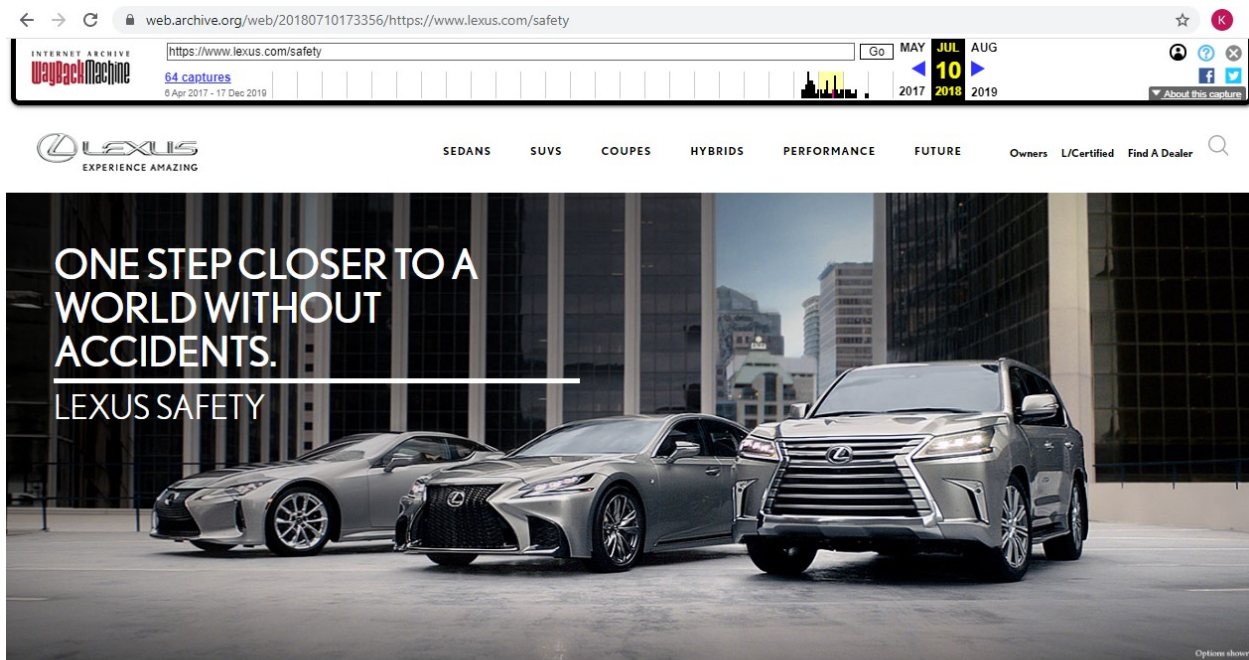 web.archive.org/web/20180710173356/https://www.lexus.com/safety
K
INTERNET ARCHIVE
WayBackMachine
https://www.lexus.com/safety
Go
MAY JUL AUG
64 captures
10
6 Apr 2017 - 17 Dec 2019
2017 2018 2019
?
f
About this capture
LEXUS
EXPERIENCE AMAZING
SEDANS SUVS COUPES HYBRIDS PERFORMANCE FUTURE Owners L/Certified Find A Dealer
ONE STEP CLOSER TO A
WORLD WITHOUT
ACCIDENTS.
LEXUS SAFETY
Options shown